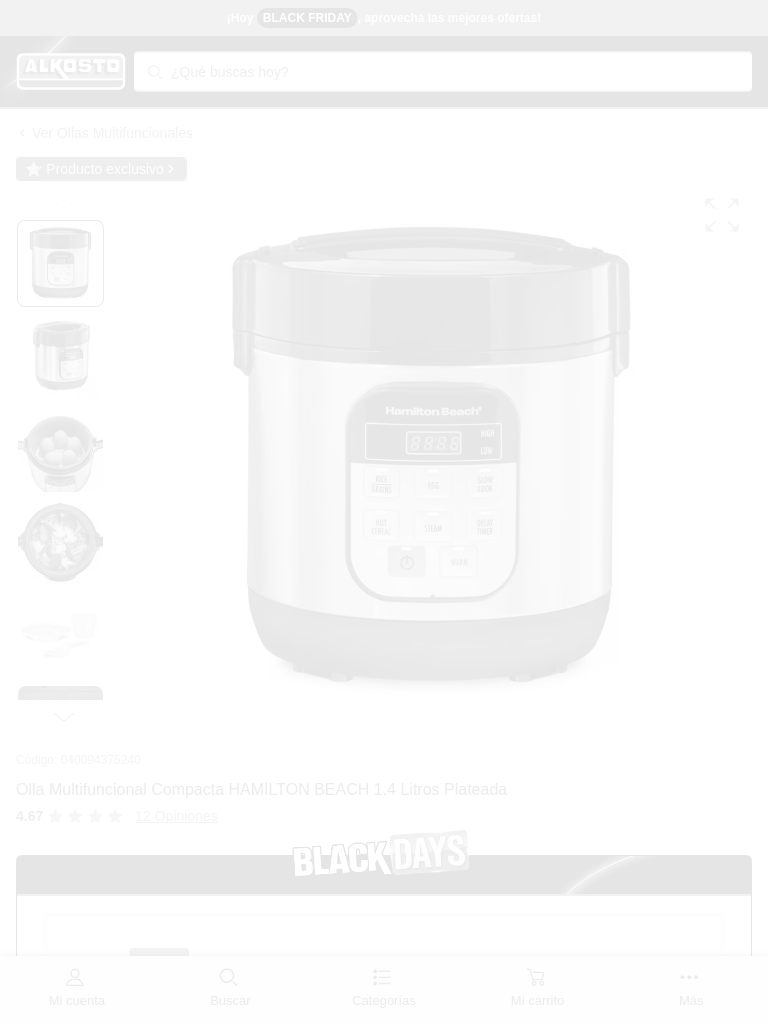 ¡Hoy BLACK FRIDAY, aprovecha las mejores ofertas!
ALKOSTO
¿Qué buscas hoy?
Ver Ollas Multifuncionales
Producto exclusivo
Hamilton Beach
8888
HIGH
LOW
RICE
GRAINS
EGG
SLOW
COOK
HOT
CEREAL
STEAM
DELAY
TIMER
WARM
Código: 040094375240
Olla Multifuncional Compacta HAMILTON BEACH 1.4 Litros Plateada
4.67 12 Opiniones
BLACK DAYS
Mi cuenta
Buscar
Categorías
Mi carrito
Más